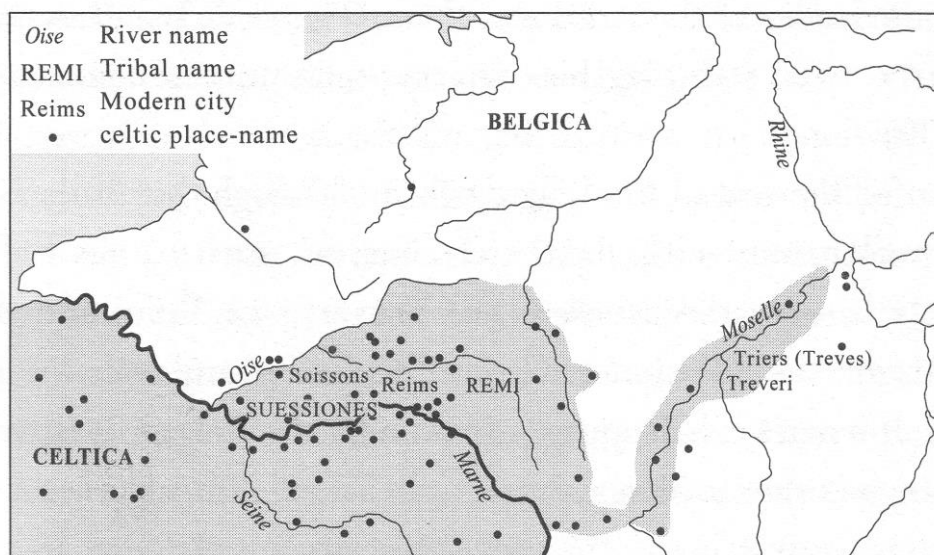 Oise River name
REMI Tribal name
Reims Modern city
• celtic place-name
BELGICA
Rhine
Moselle
Oise
Soissons
Reims
REMI
Triers (Treves)
Treveri
SUESSIONES
CELTICA
Marne
Seine